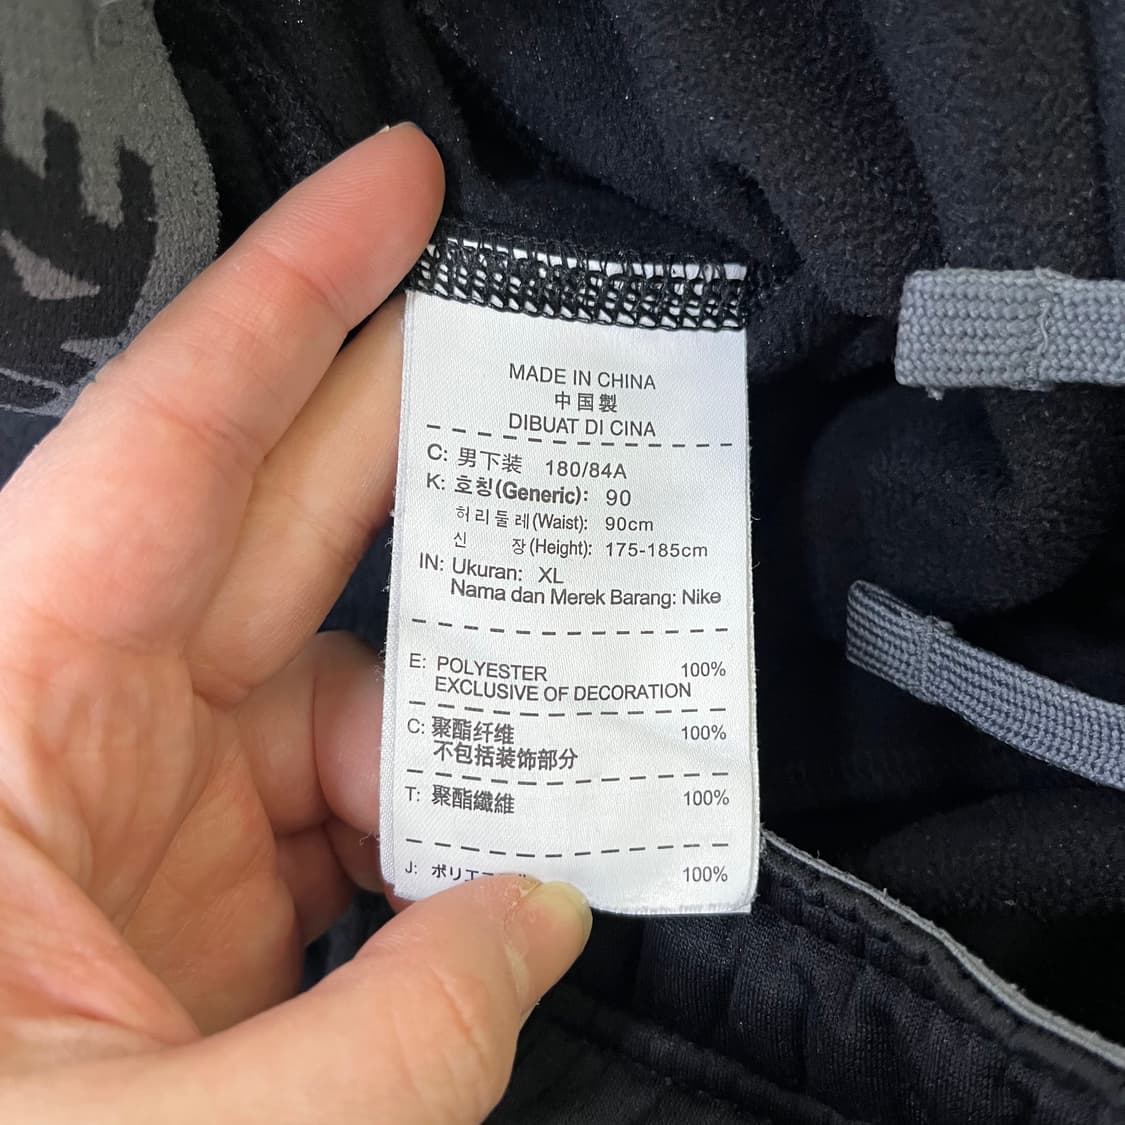 MADE IN CHINA
中国製
DIBUAT DI CINA
C: 男下装 180/84A
K: 호칭(Generic): 90
허리둘레(Waist): 90cm
신 장(Height): 175-185cm
IN: Ukuran: XL
Nama dan Merek Barang: Nike
E: POLYESTER 100%
EXCLUSIVE OF DECORATION
C: 聚酯纤维 100%
不包括装饰部分
T: 聚酯纖維 100%
J: 100%